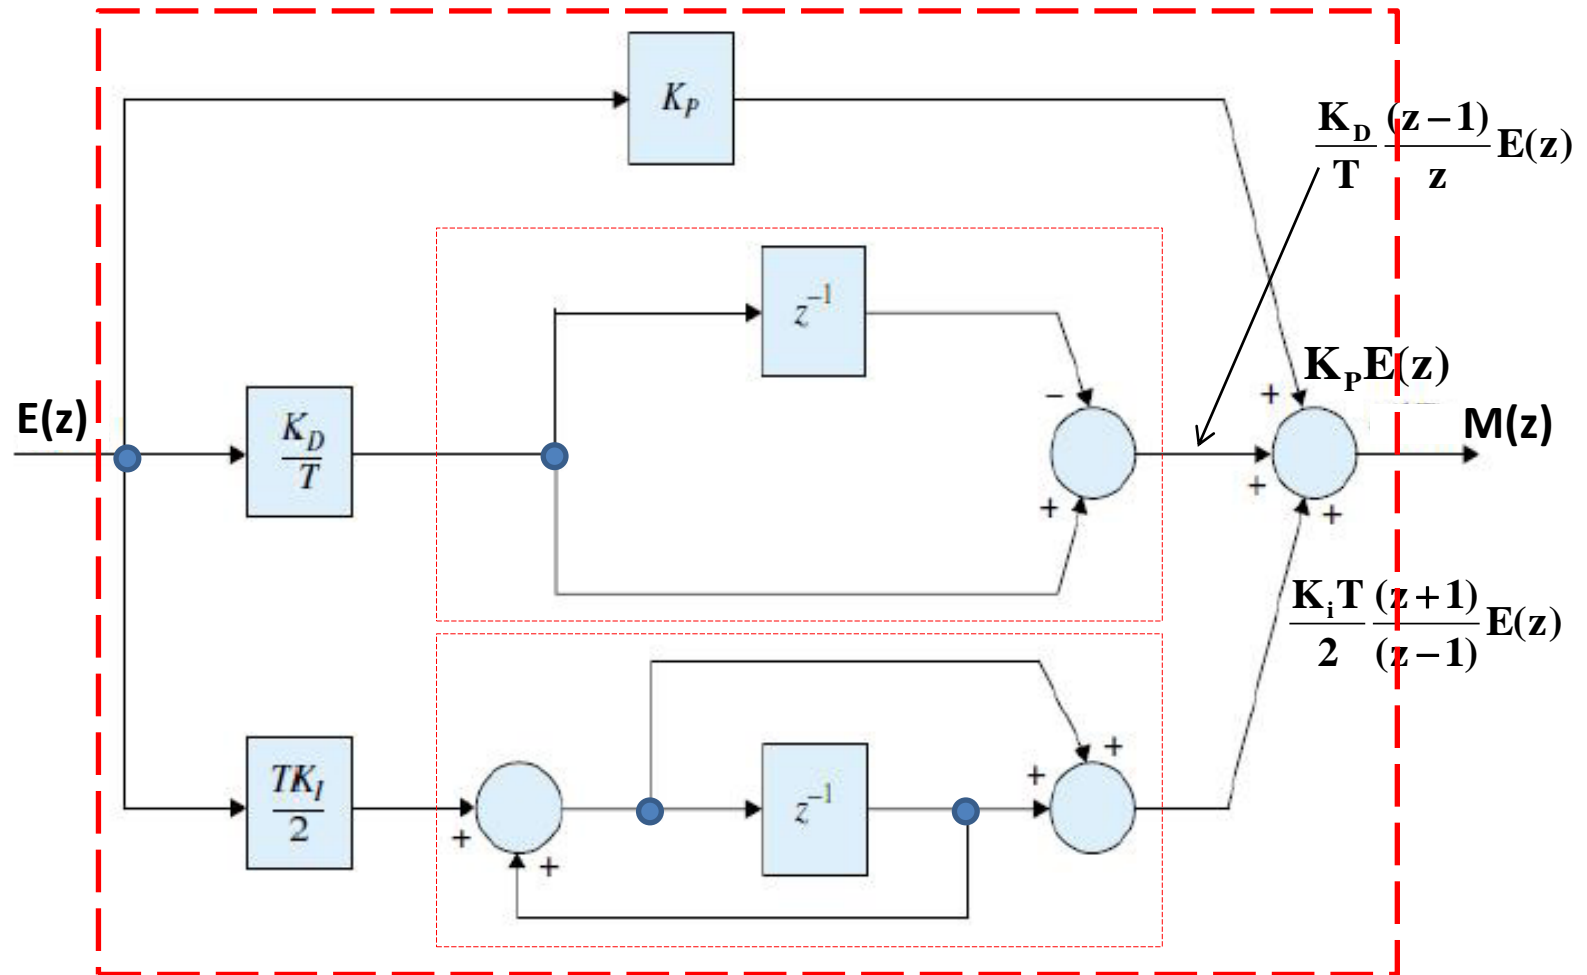 K_P
K_D/T (z−1)/z E(z)
z⁻¹
−
K_P E(z)
+
E(z)
K_D/T
M(z)
+
+
+
K_i T/2 (z+1)/(z−1) E(z)
+
+
TK_I/2
z⁻¹
+
+